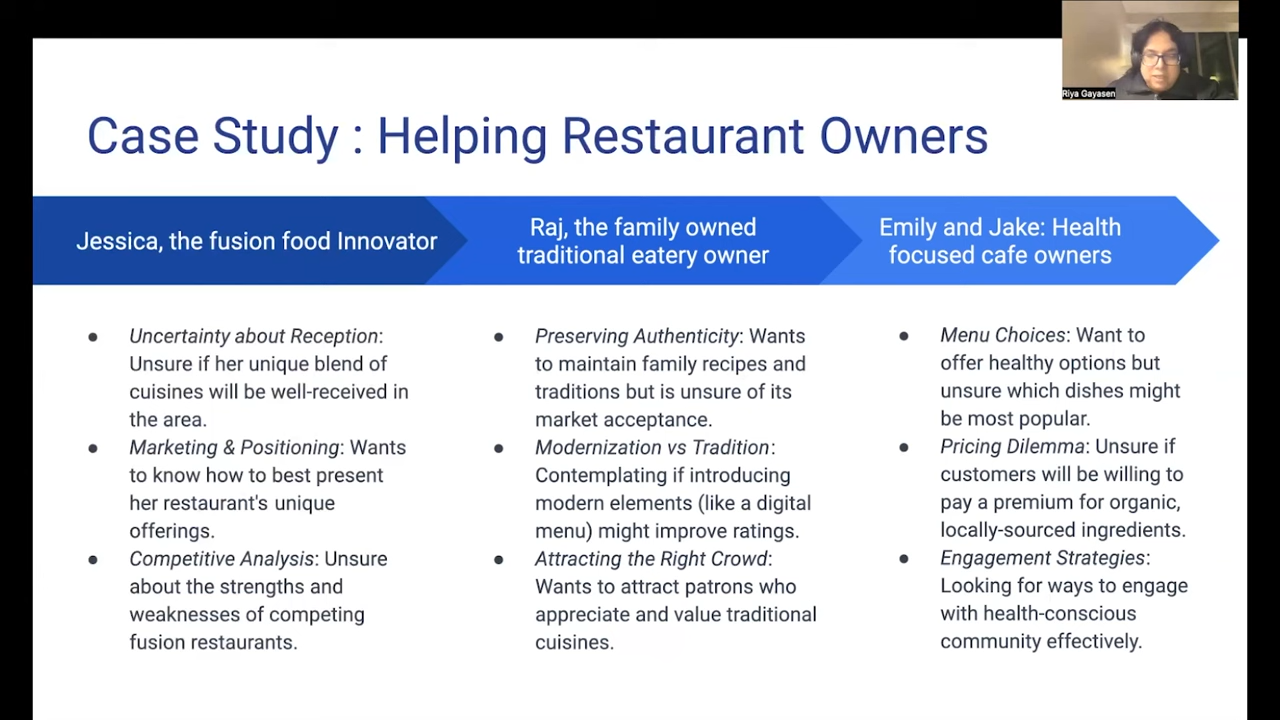 Riya Gayasen
Case Study : Helping Restaurant Owners
Jessica, the fusion food Innovator
Raj, the family owned
traditional eatery owner
Emily and Jake: Health
focused cafe owners
● Uncertainty about Reception:
Unsure if her unique blend of
cuisines will be well-received in
the area.
● Marketing & Positioning: Wants
to know how to best present
her restaurant's unique
offerings.
● Competitive Analysis: Unsure
about the strengths and
weaknesses of competing
fusion restaurants.
● Preserving Authenticity: Wants
to maintain family recipes and
traditions but is unsure of its
market acceptance.
● Modernization vs Tradition:
Contemplating if introducing
modern elements (like a digital
menu) might improve ratings.
● Attracting the Right Crowd:
Wants to attract patrons who
appreciate and value traditional
cuisines.
● Menu Choices: Want to
offer healthy options but
unsure which dishes might
be most popular.
● Pricing Dilemma: Unsure if
customers will be willing to
pay a premium for organic,
locally-sourced ingredients.
● Engagement Strategies:
Looking for ways to engage
with health-conscious
community effectively.